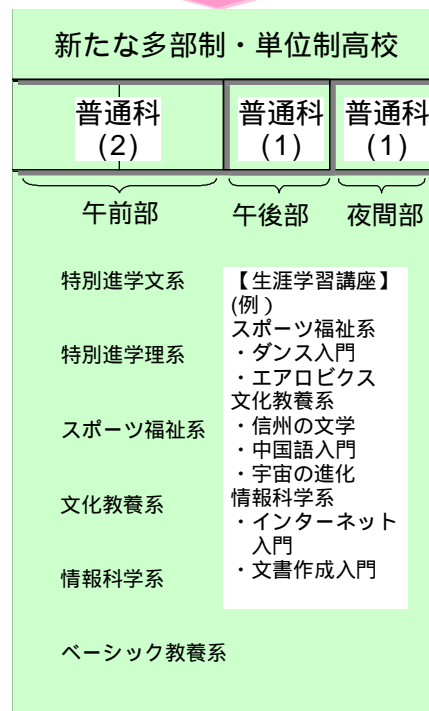 新たな多部制・単位制高校
普通科
(2)
普通科
(1)
普通科
(1)
午前部
午後部
夜間部
特別進学文系
特別進学理系
スポーツ福祉系
文化教養系
情報科学系
ベーシック教養系
【生涯学習講座】
(例)
スポーツ福祉系
・ダンス入門
・エアロビクス
文化教養系
・信州の文学
・中国語入門
・宇宙の進化
情報科学系
・インターネット
入門
・文書作成入門